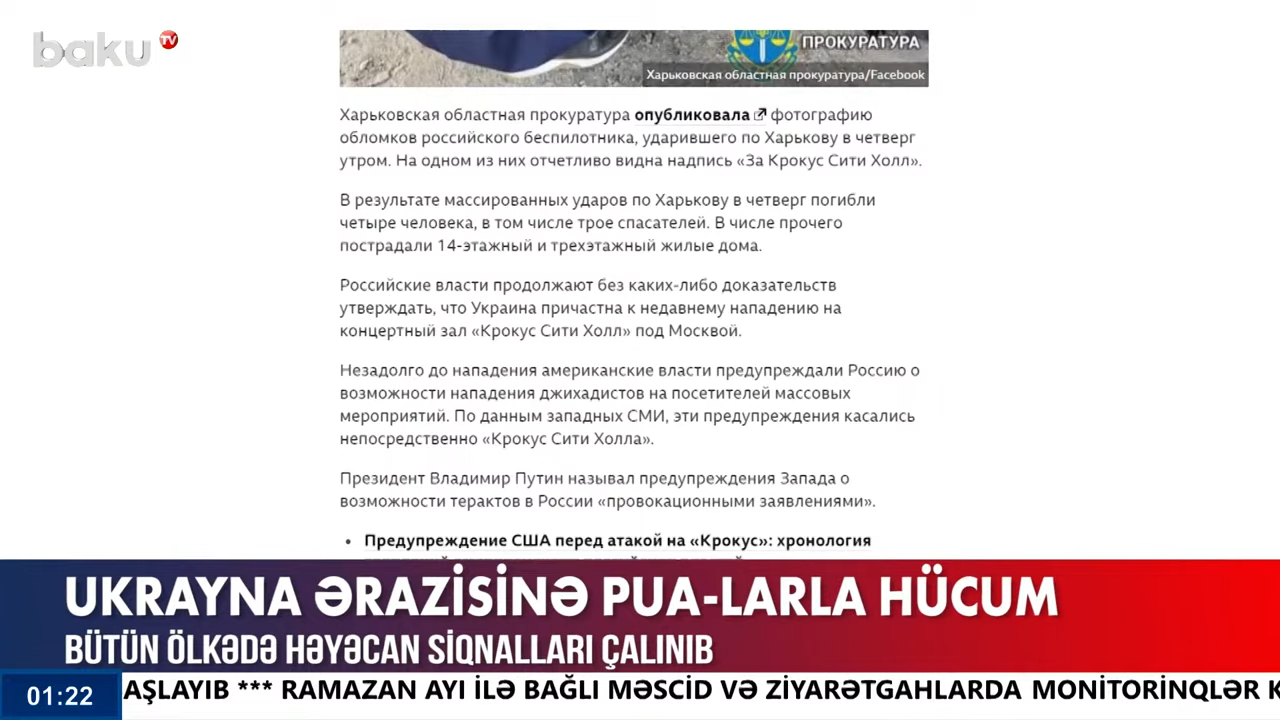 baku TV
ПРОКУРАТУРА
Харьковская областная прокуратура/Facebook
Харьковская областная прокуратура опубликовала фотографию
обломков российского беспилотника, ударившего по Харькову в четверг
утром. На одном из них отчетливо видна надпись «За Крокус Сити Холл».
В результате массированных ударов по Харькову в четверг погибли
четыре человека, в том числе трое спасателей. В числе прочего
пострадали 14-этажный и трехэтажный жилые дома.
Российские власти продолжают без каких-либо доказательств
утверждать, что Украина причастна к недавнему нападению на
концертный зал «Крокус Сити Холл» под Москвой.
Незадолго до нападения американские власти предупреждали Россию о
возможности нападения джихадистов на посетителей массовых
мероприятий. По данным западных СМИ, эти предупреждения касались
непосредственно «Крокус Сити Холла».
Президент Владимир Путин называл предупреждения Запада о
возможности терактов в России «провокационными заявлениями».
• Предупреждение США перед атакой на «Крокус»: хронология
UKRAYNA ƏRAZİSİNƏ PUA-LARLA HÜCUM
BÜTÜN ÖLKƏDƏ HƏYƏCAN SİQNALLARI ÇALINIB
01:22 AŞLAYIB *** RAMAZAN AYI İLƏ BAĞLI MƏSCİD VƏ ZİYARƏTGAHLARDA MONİTORİNQLƏR K